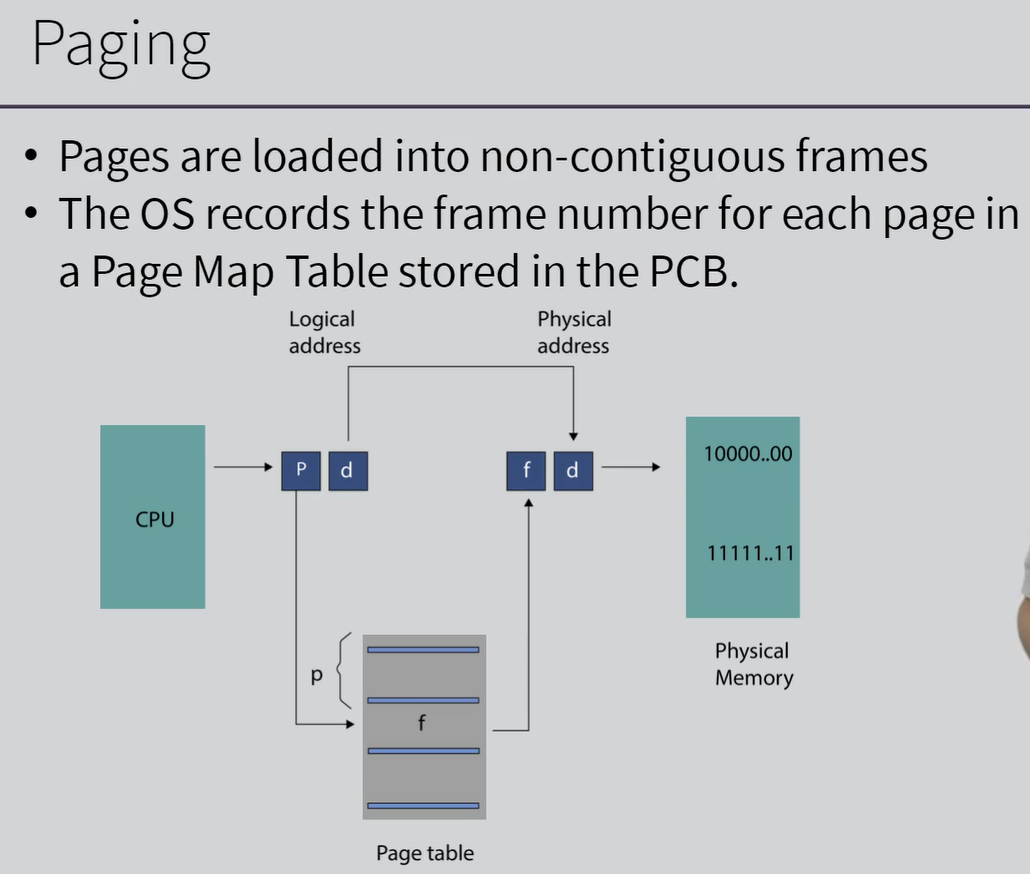 Paging
• Pages are loaded into non-contiguous frames
• The OS records the frame number for each page in
a Page Map Table stored in the PCB.
Logical
address
Physical
address
CPU
P d
f d
10000..00
11111..11
Physical
Memory
p
f
Page table